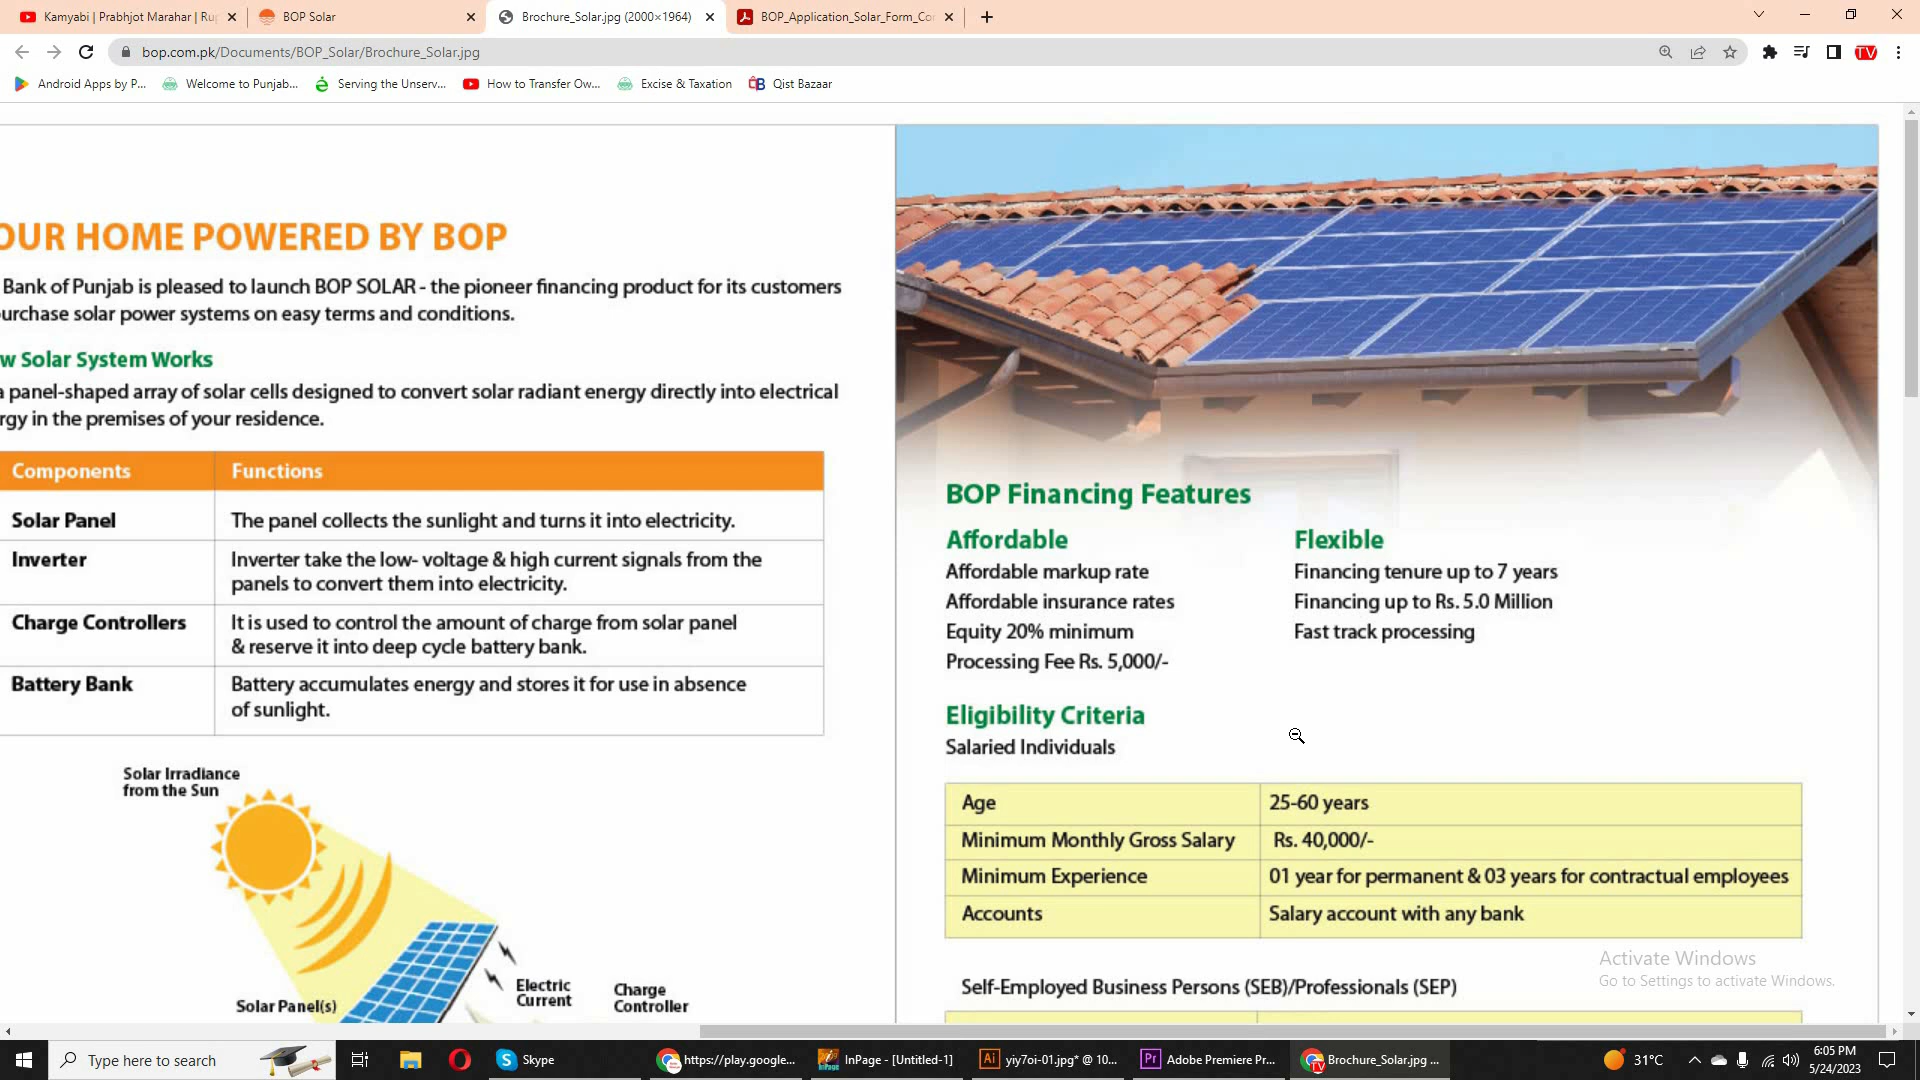 Kamyabi | Prabhjot Marahar | Rup
BOP Solar
Brochure_Solar.jpg (2000×1964)
BOP_Application_Solar_Form_Cor
bop.com.pk/Documents/BOP_Solar/Brochure_Solar.jpg
TV
Android Apps by P...
Welcome to Punjab...
Serving the Unserv...
How to Transfer Ow...
Excise & Taxation
Qist Bazaar
OUR HOME POWERED BY BOP
Bank of Punjab is pleased to launch BOP SOLAR - the pioneer financing product for its customers
urchase solar power systems on easy terms and conditions.
w Solar System Works
a panel-shaped array of solar cells designed to convert solar radiant energy directly into electrical
rgy in the premises of your residence.
Components Functions
Solar Panel The panel collects the sunlight and turns it into electricity.
Inverter Inverter take the low- voltage & high current signals from the
panels to convert them into electricity.
Charge Controllers It is used to control the amount of charge from solar panel
& reserve it into deep cycle battery bank.
Battery Bank Battery accumulates energy and stores it for use in absence
of sunlight.
Solar Irradiance
from the Sun
Solar Panel(s)
Electric
Current
Charge
Controller
BOP Financing Features
Affordable
Affordable markup rate
Affordable insurance rates
Equity 20% minimum
Processing Fee Rs. 5,000/-
Flexible
Financing tenure up to 7 years
Financing up to Rs. 5.0 Million
Fast track processing
Eligibility Criteria
Salaried Individuals
Age 25-60 years
Minimum Monthly Gross Salary Rs. 40,000/-
Minimum Experience 01 year for permanent & 03 years for contractual employees
Accounts Salary account with any bank
Self-Employed Business Persons (SEB)/Professionals (SEP)
Activate Windows
Go to Settings to activate Windows.
Type here to search
Skype
https://play.google...
InPage - [Untitled-1]
yiy7oi-01.jpg* @ 10...
Adobe Premiere Pr...
Brochure_Solar.jpg ...
31°C
6:05 PM
5/24/2023